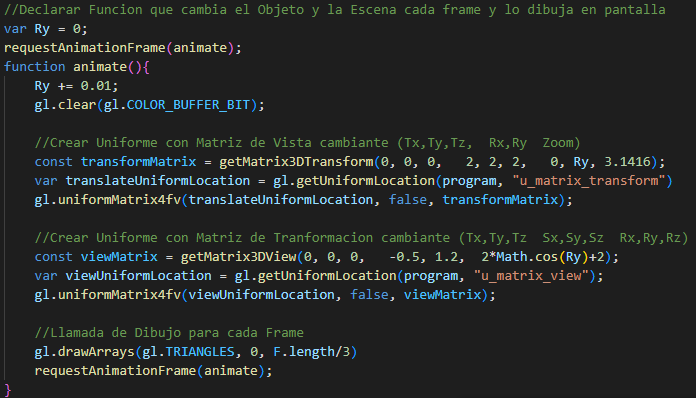 //Declarar Funcion que cambia el Objeto y la Escena cada frame y lo dibuja en pantalla
var Ry = 0;
requestAnimationFrame(animate);
function animate(){
    Ry += 0.01;
    gl.clear(gl.COLOR_BUFFER_BIT);

    //Crear Uniforme con Matriz de Vista cambiante (Tx,Ty,Tz,  Rx,Ry  Zoom)
    const transformMatrix = getMatrix3DTransform(0, 0, 0,   2, 2, 2,   0, Ry, 3.1416);
    var translateUniformLocation = gl.getUniformLocation(program, "u_matrix_transform")
    gl.uniformMatrix4fv(translateUniformLocation, false, transformMatrix);

    //Crear Uniforme con Matriz de Tranformacion cambiante (Tx,Ty,Tz  Sx,Sy,Sz  Rx,Ry,Rz)
    const viewMatrix = getMatrix3DView(0, 0, 0,   -0.5, 1.2,  2*Math.cos(Ry)+2);
    var viewUniformLocation = gl.getUniformLocation(program, "u_matrix_view");
    gl.uniformMatrix4fv(viewUniformLocation, false, viewMatrix);

    //Llamada de Dibujo para cada Frame
    gl.drawArrays(gl.TRIANGLES, 0, F.length/3)
    requestAnimationFrame(animate);
}